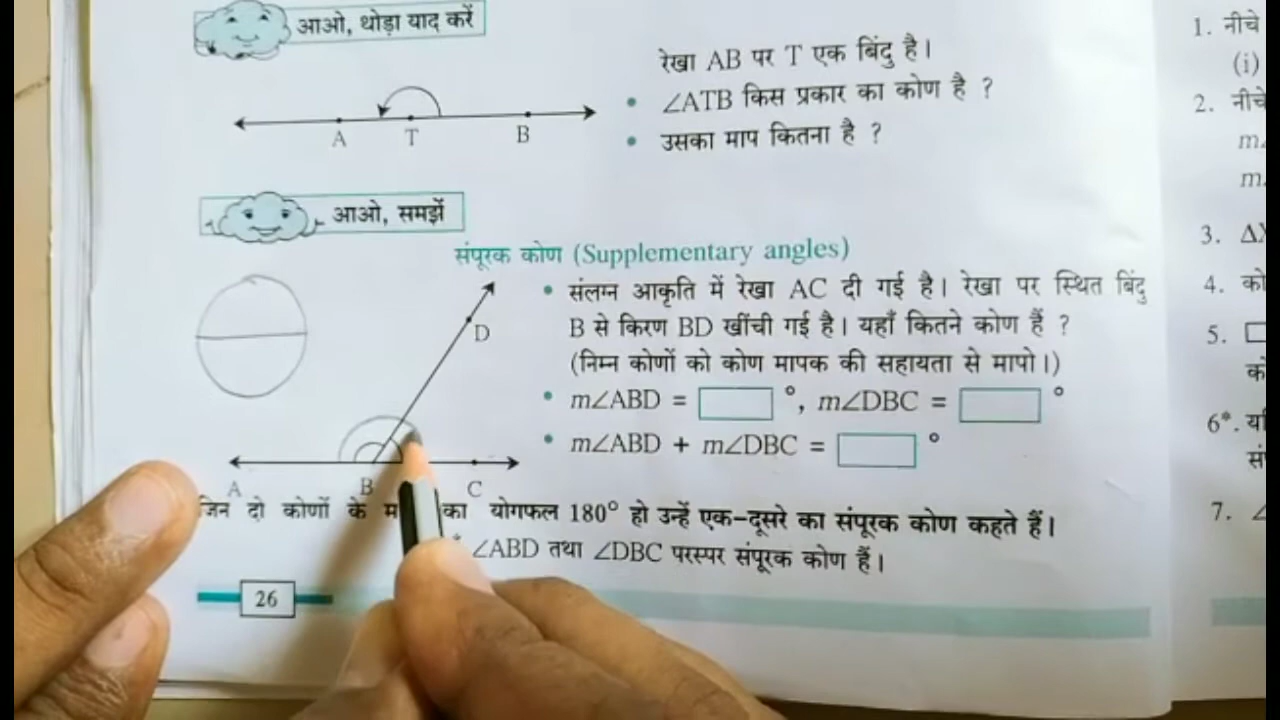 आओ, थोड़ा याद करें
रेखा AB पर T एक बिंदु है।
• ∠ATB किस प्रकार का कोण है ?
• उसका माप कितना है ?
A T B
आओ, समझें
संपूरक कोण (Supplementary angles)
• संलग्न आकृति में रेखा AC दी गई है। रेखा पर स्थित बिंदु
B से किरण BD खींची गई है। यहाँ कितने कोण हैं ?
(निम्न कोणों को कोण मापक की सहायता से मापो।)
• m∠ABD = °, m∠DBC = °
• m∠ABD + m∠DBC = °
D
A B C
जिन दो कोणों के का योगफल 180° हो उन्हें एक-दूसरे का संपूरक कोण कहते हैं।
∠ABD तथा ∠DBC परस्पर संपूरक कोण हैं।
26
1. नीचे
(i)
2. नीचे
m∠
m∠
3. Δ
4. को
5.
6*.
7. ∠